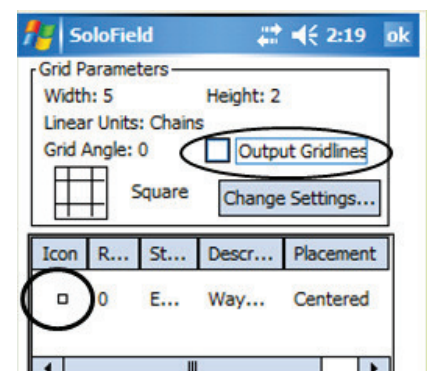 SoloField 2:19 ok
Grid Parameters
Width: 5 Height: 2
Linear Units: Chains
Grid Angle: 0 Output Gridlines
Square Change Settings...
Icon R... St... Descr... Placement
0 E... Way... Centered